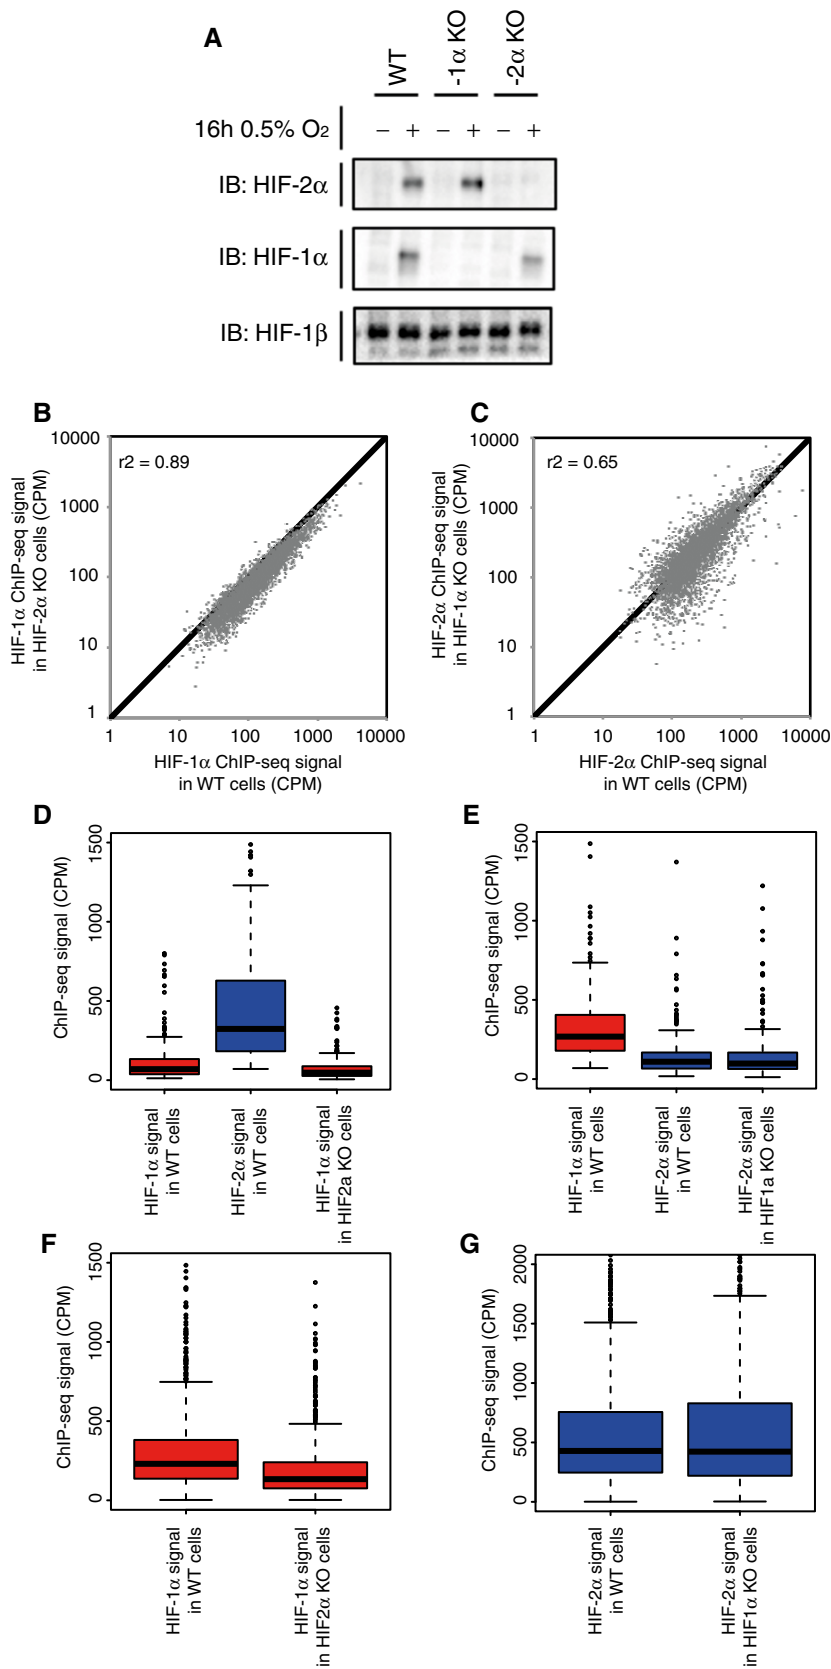 A
WT
-1α KO
-2α KO
16h 0.5% O2
− + − + − +
IB: HIF-2α
IB: HIF-1α
IB: HIF-1β
B
r2 = 0.89
10000
1000
100
10
1
HIF-1α ChIP-seq signal
in HIF-2α KO cells (CPM)
1 10 100 1000 10000
HIF-1α ChIP-seq signal
in WT cells (CPM)
C
r2 = 0.65
10000
1000
100
10
1
HIF-2α ChIP-seq signal
in HIF-1α KO cells (CPM)
1 10 100 1000 10000
HIF-2α ChIP-seq signal
in WT cells (CPM)
D
ChIP-seq signal (CPM)
1500
1000
500
0
HIF-1α signal
in WT cells
HIF-2α signal
in WT cells
HIF-1α signal
in HIF2a KO cells
E
ChIP-seq signal (CPM)
1500
1000
500
0
HIF-1α signal
in WT cells
HIF-2α signal
in WT cells
HIF-2α signal
in HIF1a KO cells
F
ChIP-seq signal (CPM)
1500
1000
500
0
HIF-1α signal
in WT cells
HIF-1α signal
in HIF2α KO cells
G
ChIP-seq signal (CPM)
2000
1500
1000
500
0
HIF-2α signal
in WT cells
HIF-2α signal
in HIF1α KO cells